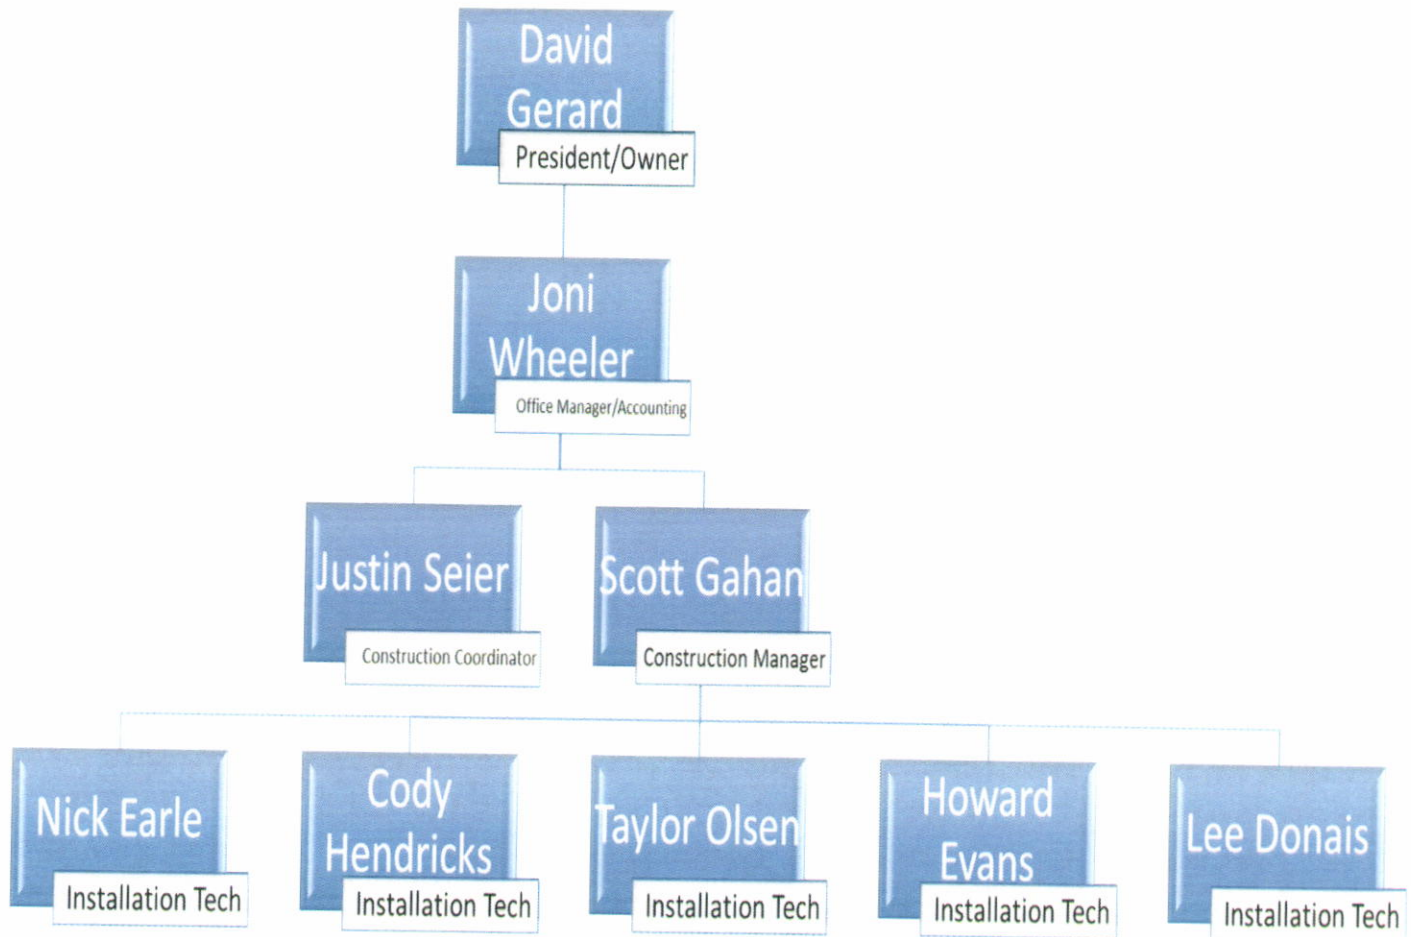 David
Gerard
President/Owner
Joni
Wheeler
Office Manager/Accounting
Justin Seier
Construction Coordinator
Scott Gahan
Construction Manager
Nick Earle
Installation Tech
Cody
Hendricks
Installation Tech
Taylor Olsen
Installation Tech
Howard
Evans
Installation Tech
Lee Donais
Installation Tech